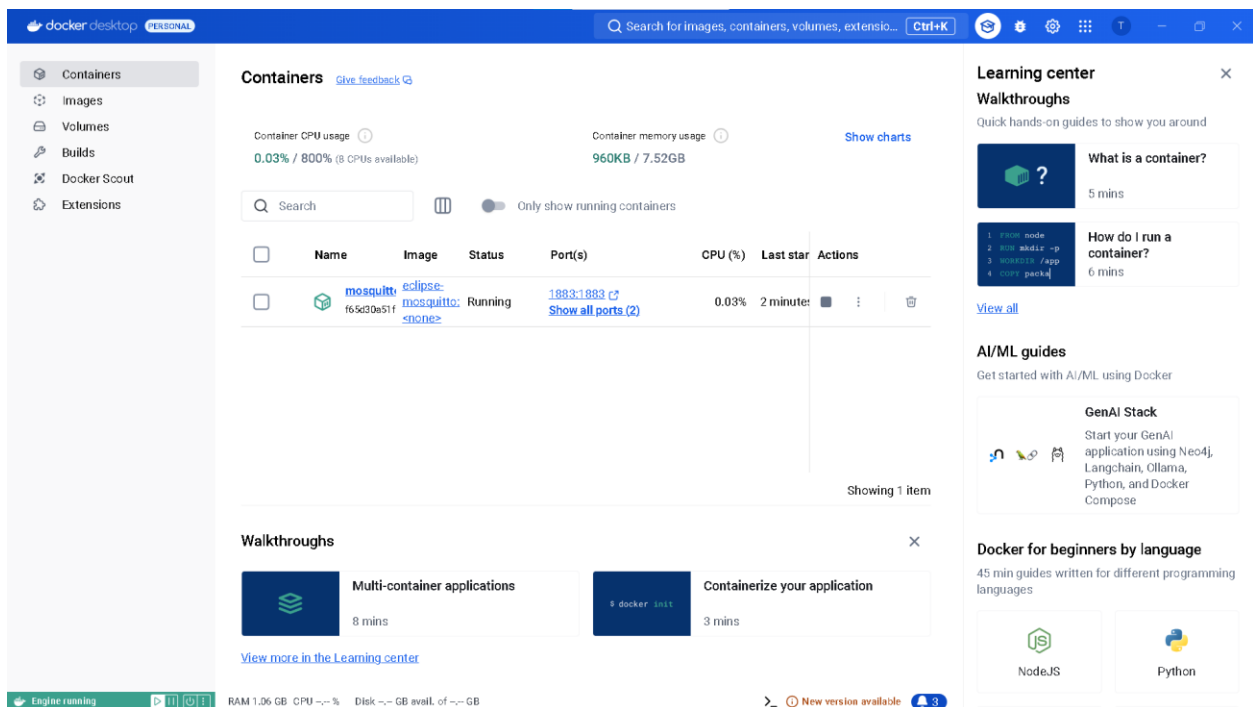 docker desktop PERSONAL
Search for images, containers, volumes, extensio... Ctrl+K
T
Containers
Images
Volumes
Builds
Docker Scout
Extensions
Containers Give feedback
Container CPU usage
0.03% / 800% (8 CPUs available)
Container memory usage
960KB / 7.52GB
Show charts
Search
Only show running containers
Name Image Status Port(s) CPU (%) Last star Actions
mosquitt
f65d30a51f
eclipse-
mosquitto:
<none>
Running
1883:1883
Show all ports (2)
0.03%
2 minutes
Showing 1 item
Walkthroughs
Multi-container applications
8 mins
$ docker init
Containerize your application
3 mins
View more in the Learning center
Learning center
Walkthroughs
Quick hands-on guides to show you around
?
What is a container?
5 mins
1 FROM node
2 RUN mkdir -p
3 WORKDIR /app
4 COPY packa
How do I run a
container?
6 mins
View all
AI/ML guides
Get started with AI/ML using Docker
GenAI Stack
Start your GenAI
application using Neo4j,
Langchain, Ollama,
Python, and Docker
Compose
Docker for beginners by language
45 min guides written for different programming
languages
JS
NodeJS
Python
Engine running
RAM 1.06 GB CPU --.-- % Disk --.-- GB avail. of --.-- GB
>_
New version available
3